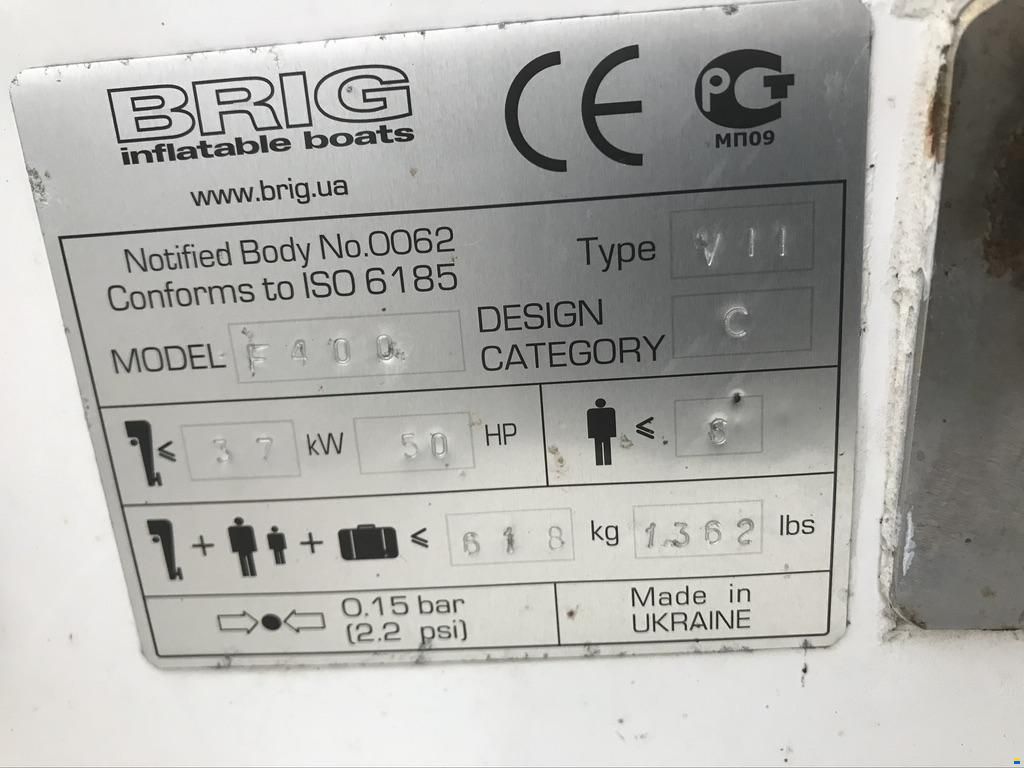 BRIG
inflatable boats
www.brig.ua
CE
РСТ
МП09
Notified Body No.0062
Conforms to ISO 6185
Type VII
MODEL F400
DESIGN
CATEGORY C
≤ 37 kW 50 HP
≤ 6
+ + ≤ 618 kg 1362 lbs
0.15 bar
(2.2 psi)
Made in
UKRAINE